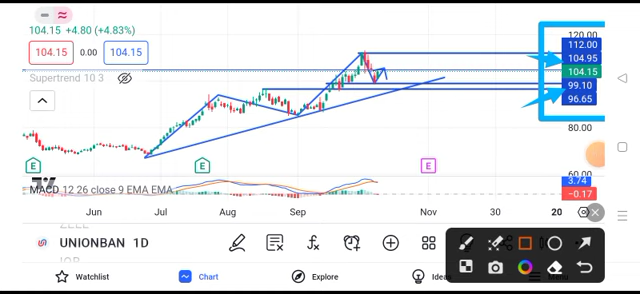 120.00
104.15 +4.80 (+4.83%)
112.00
104.95
104.15 0.00 104.15
104.15
Supertrend 10 3
99.10
96.65
80.00
E E E
60.00
MACD 12 26 close 9 EMA EMA
3.74
−0.17
Jun Jul Aug Sep Nov 30 20
UNIONBAN 1D
Watchlist Chart Explore Ideas Menu